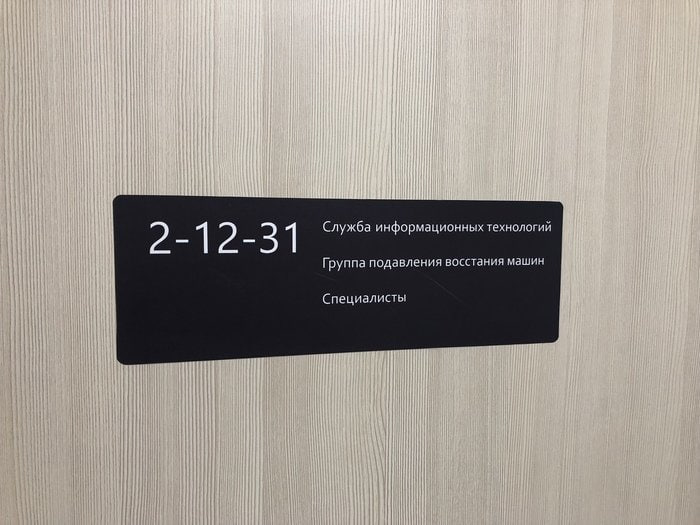 2-12-31
Служба информационных технологий
Группа подавления восстания машин
Специалисты